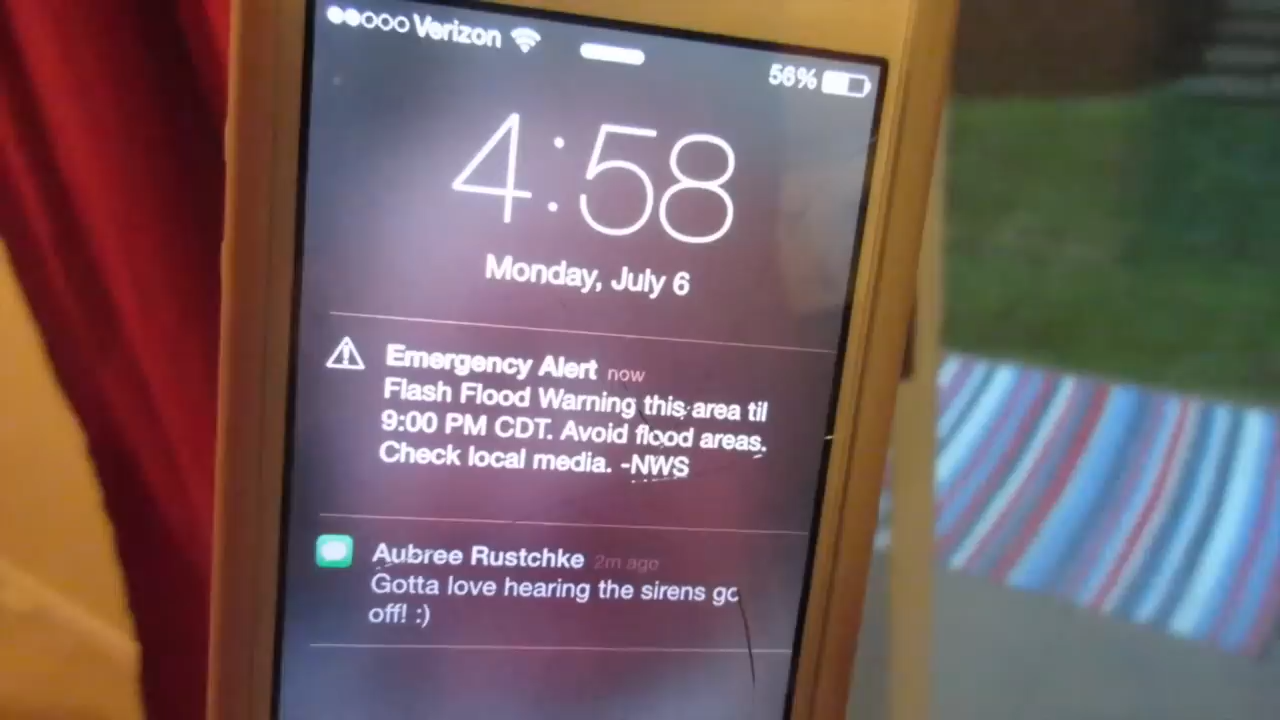 Verizon
56%
4:58
Monday, July 6
Emergency Alert now
Flash Flood Warning this area til
9:00 PM CDT. Avoid flood areas.
Check local media. -NWS
Aubree Rustchke 2m ago
Gotta love hearing the sirens go
off! :)